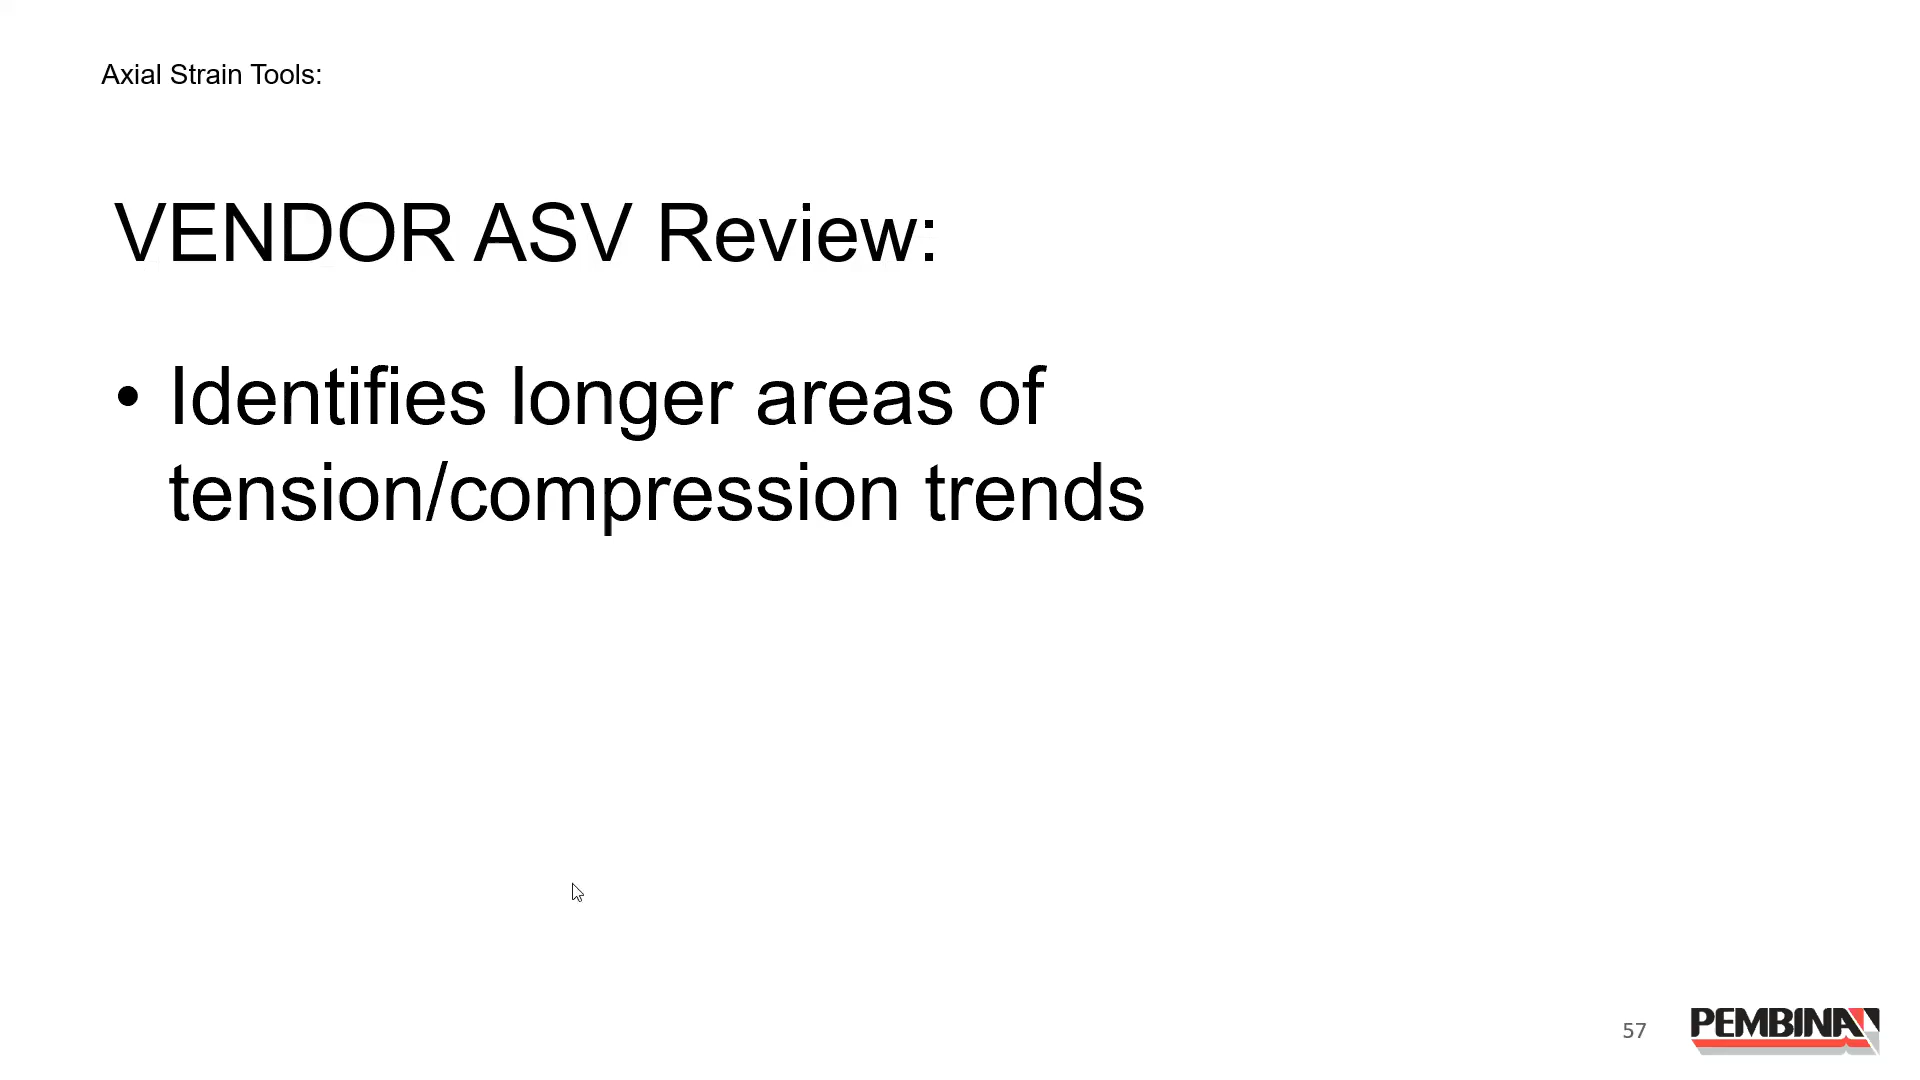 Axial Strain Tools:
VENDOR ASV Review:
• Identifies longer areas of
tension/compression trends
57
PEMBINA